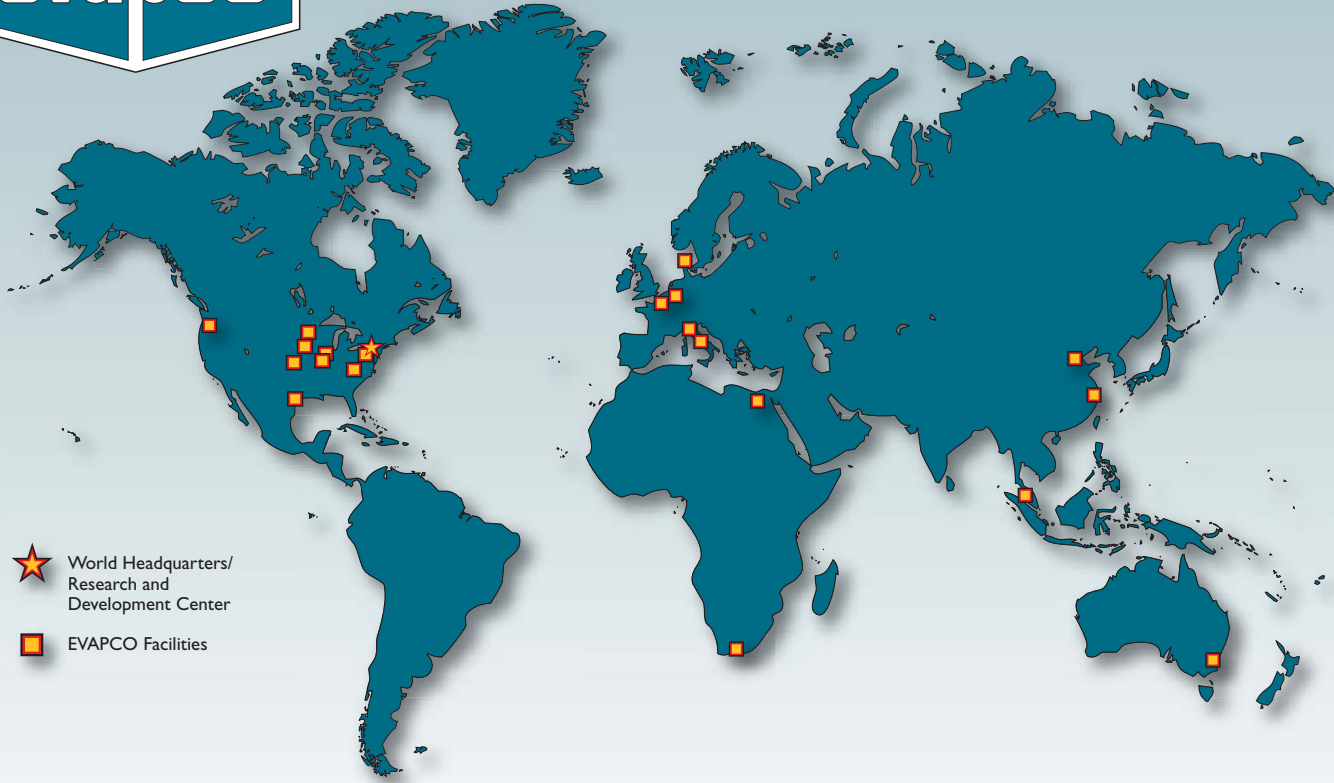 World Headquarters/
Research and
Development Center
EVAPCO Facilities